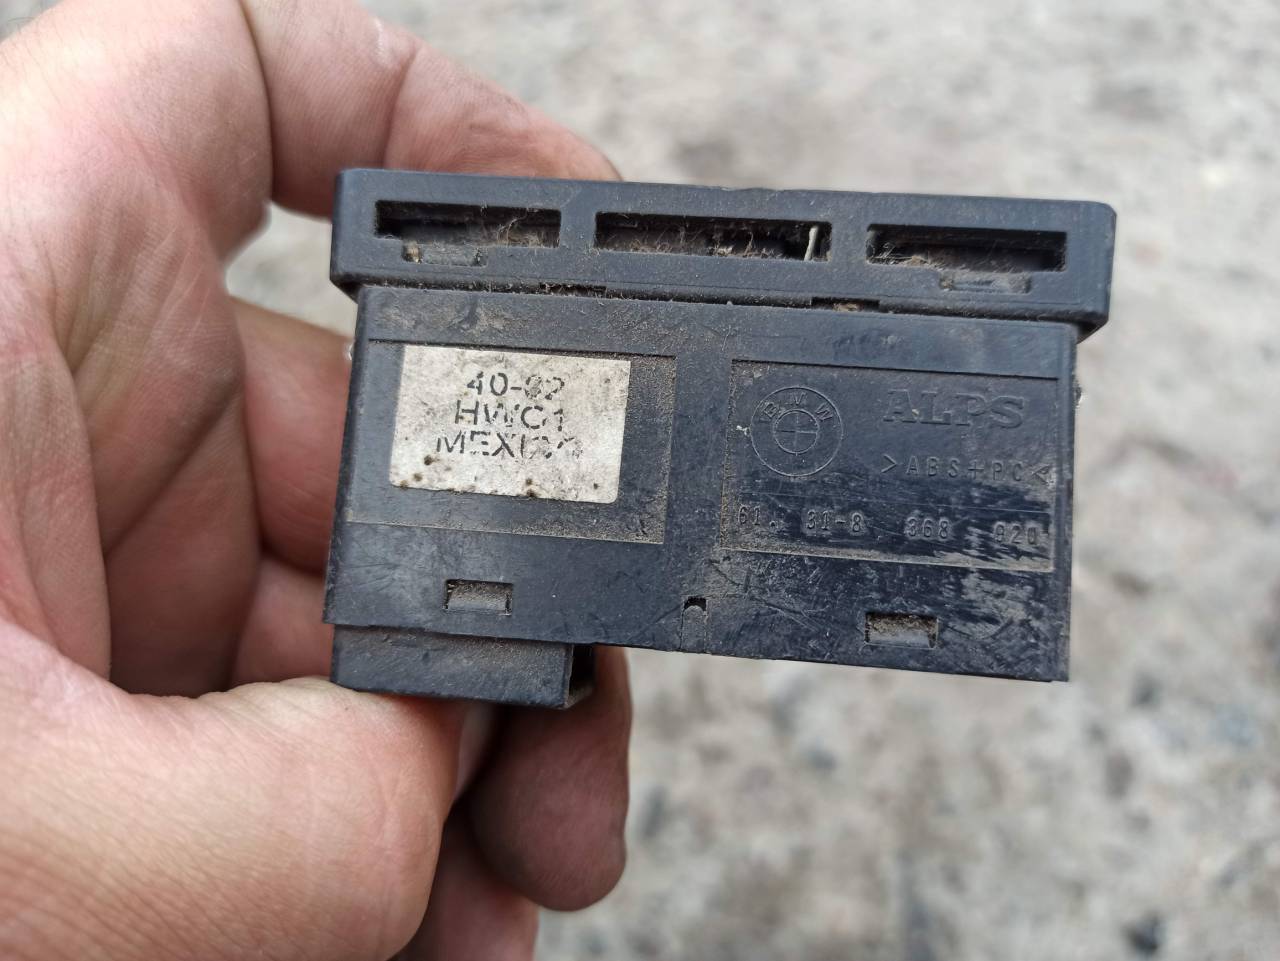 40-02
HWC1
MEXICO
BMW
ALPS
>ABS+PC<
61. 31-8 368 920